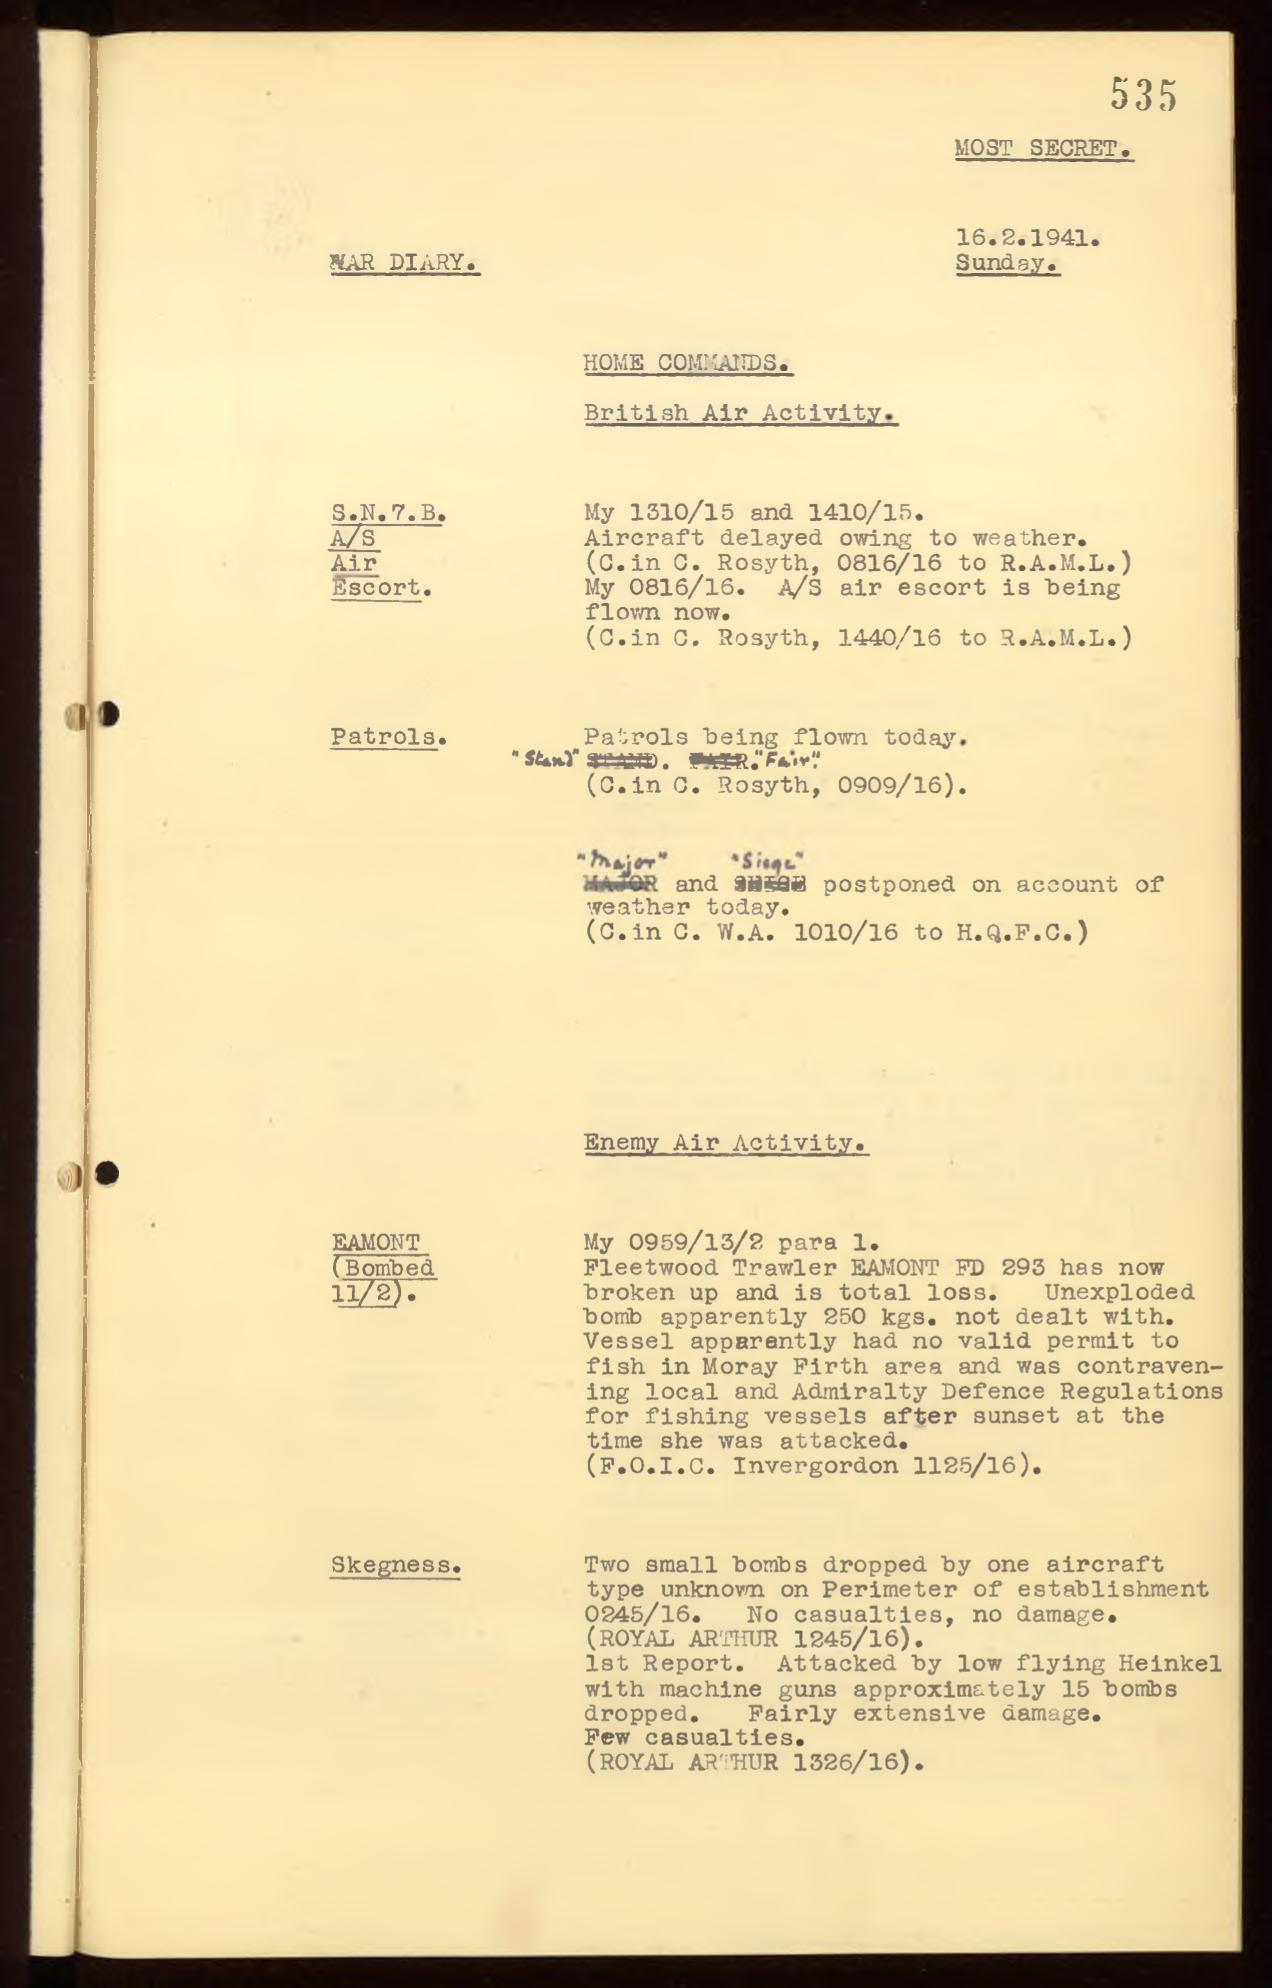 535
MOST SECRET.
16.2.1941.
WAR DIARY.
Sunday.
HOME COMMANDS.
British Air Activity.
S.N.7.B.
A/S
Air
Escort.
My 1310/15 and 1410/15.
Aircraft delayed owing to weather.
(C.in C. Rosyth, 0816/16 to R.A.M.L.)
My 0816/16. A/S air escort is being
flown now.
(C.in C. Rosyth, 1440/16 to R.A.M.L.)
Patrols.
Patrols being flown today.
"Stand" STAND. FAIR. "Fair".
(C.in C. Rosyth, 0909/16).
"Major" "Siege"
MAJOR and SEIGE postponed on account of
weather today.
(C.in C. W.A. 1010/16 to H.Q.F.C.)
Enemy Air Activity.
EAMONT
(Bombed
11/2).
My 0959/13/2 para 1.
Fleetwood Trawler EAMONT FD 293 has now
broken up and is total loss. Unexploded
bomb apparently 250 kgs. not dealt with.
Vessel apparently had no valid permit to
fish in Moray Firth area and was contraven-
ing local and Admiralty Defence Regulations
for fishing vessels after sunset at the
time she was attacked.
(F.O.I.C. Invergordon 1125/16).
Skegness.
Two small bombs dropped by one aircraft
type unknown on Perimeter of establishment
0245/16. No casualties, no damage.
(ROYAL ARTHUR 1245/16).
1st Report. Attacked by low flying Heinkel
with machine guns approximately 15 bombs
dropped. Fairly extensive damage.
Few casualties.
(ROYAL ARTHUR 1326/16).